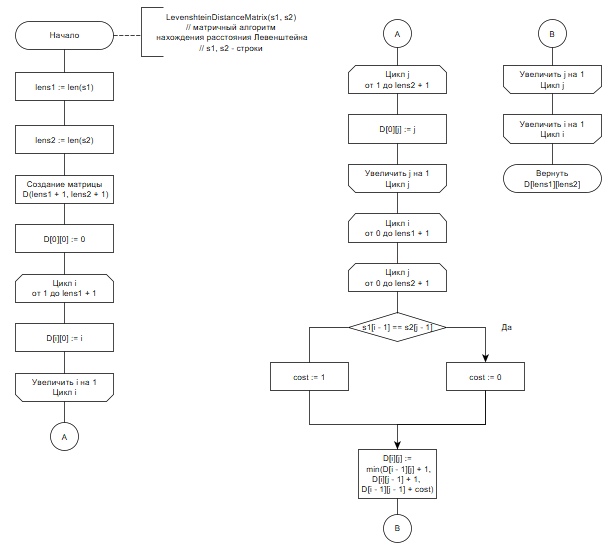 Начало
LevenshteinDistanceMatrix(s1, s2)
// матричный алгоритм
нахождения расстояния Левенштейна
// s1, s2 - строки
lens1 := len(s1)
lens2 := len(s2)
Создание матрицы
D(lens1 + 1, lens2 + 1)
D[0][0] := 0
Цикл i
от 1 до lens1 + 1
D[i][0] := i
Увеличить i на 1
Цикл i
A
A
Цикл j
от 1 до lens2 + 1
D[0][j] := j
Увеличить j на 1
Цикл j
Цикл i
от 0 до lens1 + 1
Цикл j
от 0 до lens2 + 1
s1[i - 1] == s2[j - 1]
Да
cost := 1
cost := 0
D[i][j] :=
min(D[i - 1][j] + 1,
D[i][j - 1] + 1,
D[i - 1][j - 1] + cost)
B
B
Увеличить j на 1
Цикл j
Увеличить i на 1
Цикл i
Вернуть
D[lens1][lens2]